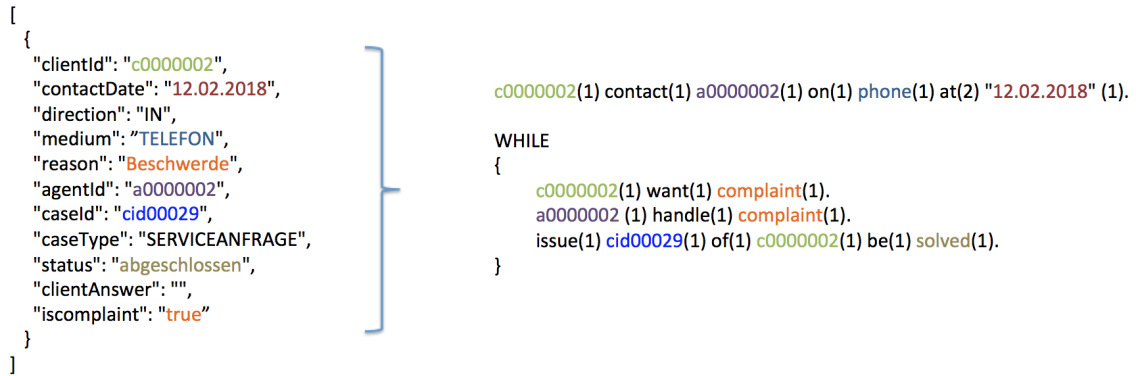 [
{
"clientId": "c0000002",
"contactDate": "12.02.2018",
"direction": "IN",
"medium": ”TELEFON",
"reason": "Beschwerde",
"agentId": "a0000002",
"caseId": "cid00029",
"caseType": "SERVICEANFRAGE",
"status": "abgeschlossen",
"clientAnswer": "",
"iscomplaint": "true”
}
]
c0000002(1) contact(1) a0000002(1) on(1) phone(1) at(2) "12.02.2018" (1).
WHILE
{
c0000002(1) want(1) complaint(1).
a0000002 (1) handle(1) complaint(1).
issue(1) cid00029(1) of(1) c0000002(1) be(1) solved(1).
}